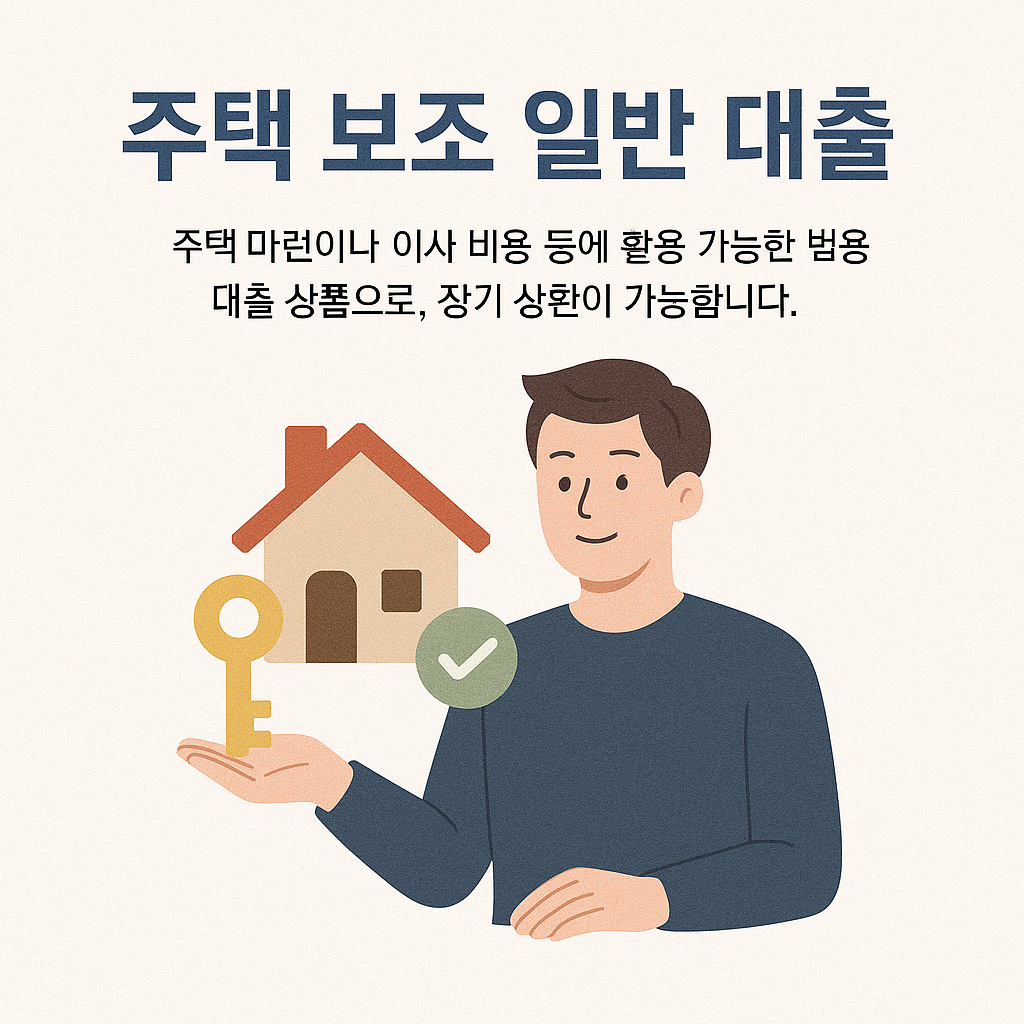 주택 보조 일반 대출
주택 마련이나 이사 비용 등에 활용 가능한 범용
대출 으로, 장기 상환이 가능합니다.